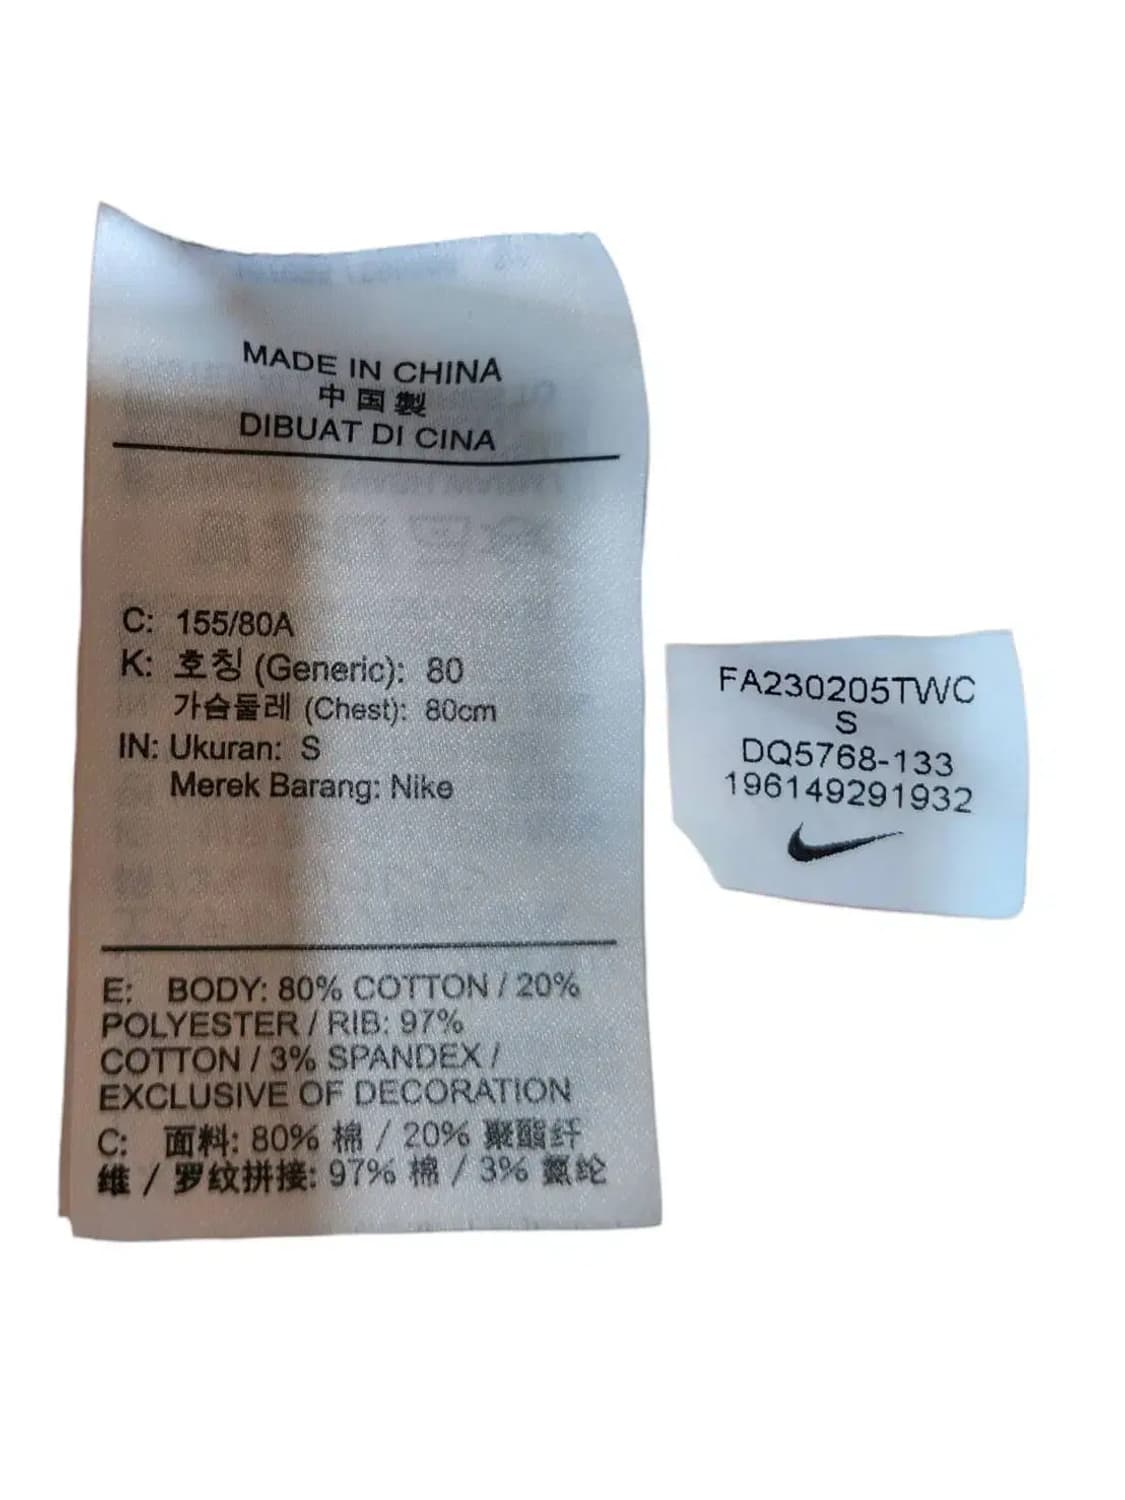 MADE IN CHINA
中国製
DIBUAT DI CINA
C: 155/80A
K: 호칭 (Generic): 80
가슴둘레 (Chest): 80cm
IN: Ukuran: S
Merek Barang: Nike
E: BODY: 80% COTTON / 20%
POLYESTER / RIB: 97%
COTTON / 3% SPANDEX /
EXCLUSIVE OF DECORATION
C: 面料: 80% 棉 / 20% 聚酯纤
维 / 罗纹拼接: 97% 棉 / 3% 氨纶
FA230205TWC
S
DQ5768-133
196149291932